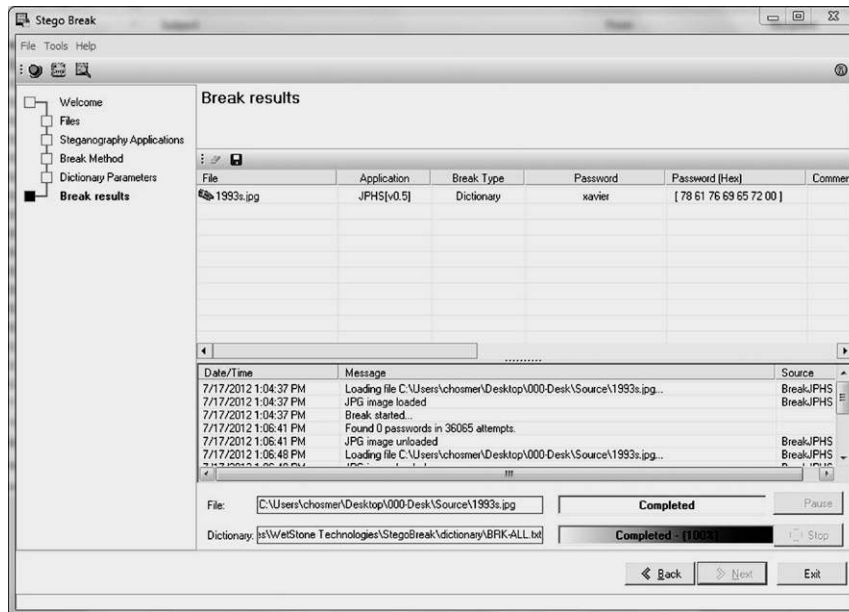 Stego Break
File Tools Help
Welcome
Files
Steganography Applications
Break Method
Dictionary Parameters
Break results
Break results
File Application Break Type Password Password (Hex) Commer
1993s.jpg JPHS[v0.5] Dictionary xavier [ 78 61 76 69 65 72 00 ]
Date/Time Message Source
7/17/2012 1:04:37 PM Loading file C:\Users\chosmer\Desktop\000-Desk\Source\1993s.jpg... BreakJPHS
7/17/2012 1:04:37 PM JPG image loaded BreakJPHS
7/17/2012 1:04:37 PM Break started...
7/17/2012 1:06:41 PM Found 0 passwords in 36065 attempts.
7/17/2012 1:06:41 PM JPG image unloaded BreakJPHS
7/17/2012 1:06:48 PM Loading file C:\Users\chosmer\Desktop\000-Desk\Source\1993s.jpg... BreakJPHS
File: C:\Users\chosmer\Desktop\000-Desk\Source\1993s.jpg Completed Pause
Dictionary: es\WetStone Technologies\StegoBreak\dictionary\BRK-ALL.txt Completed - (100%) Stop
Back Next Exit